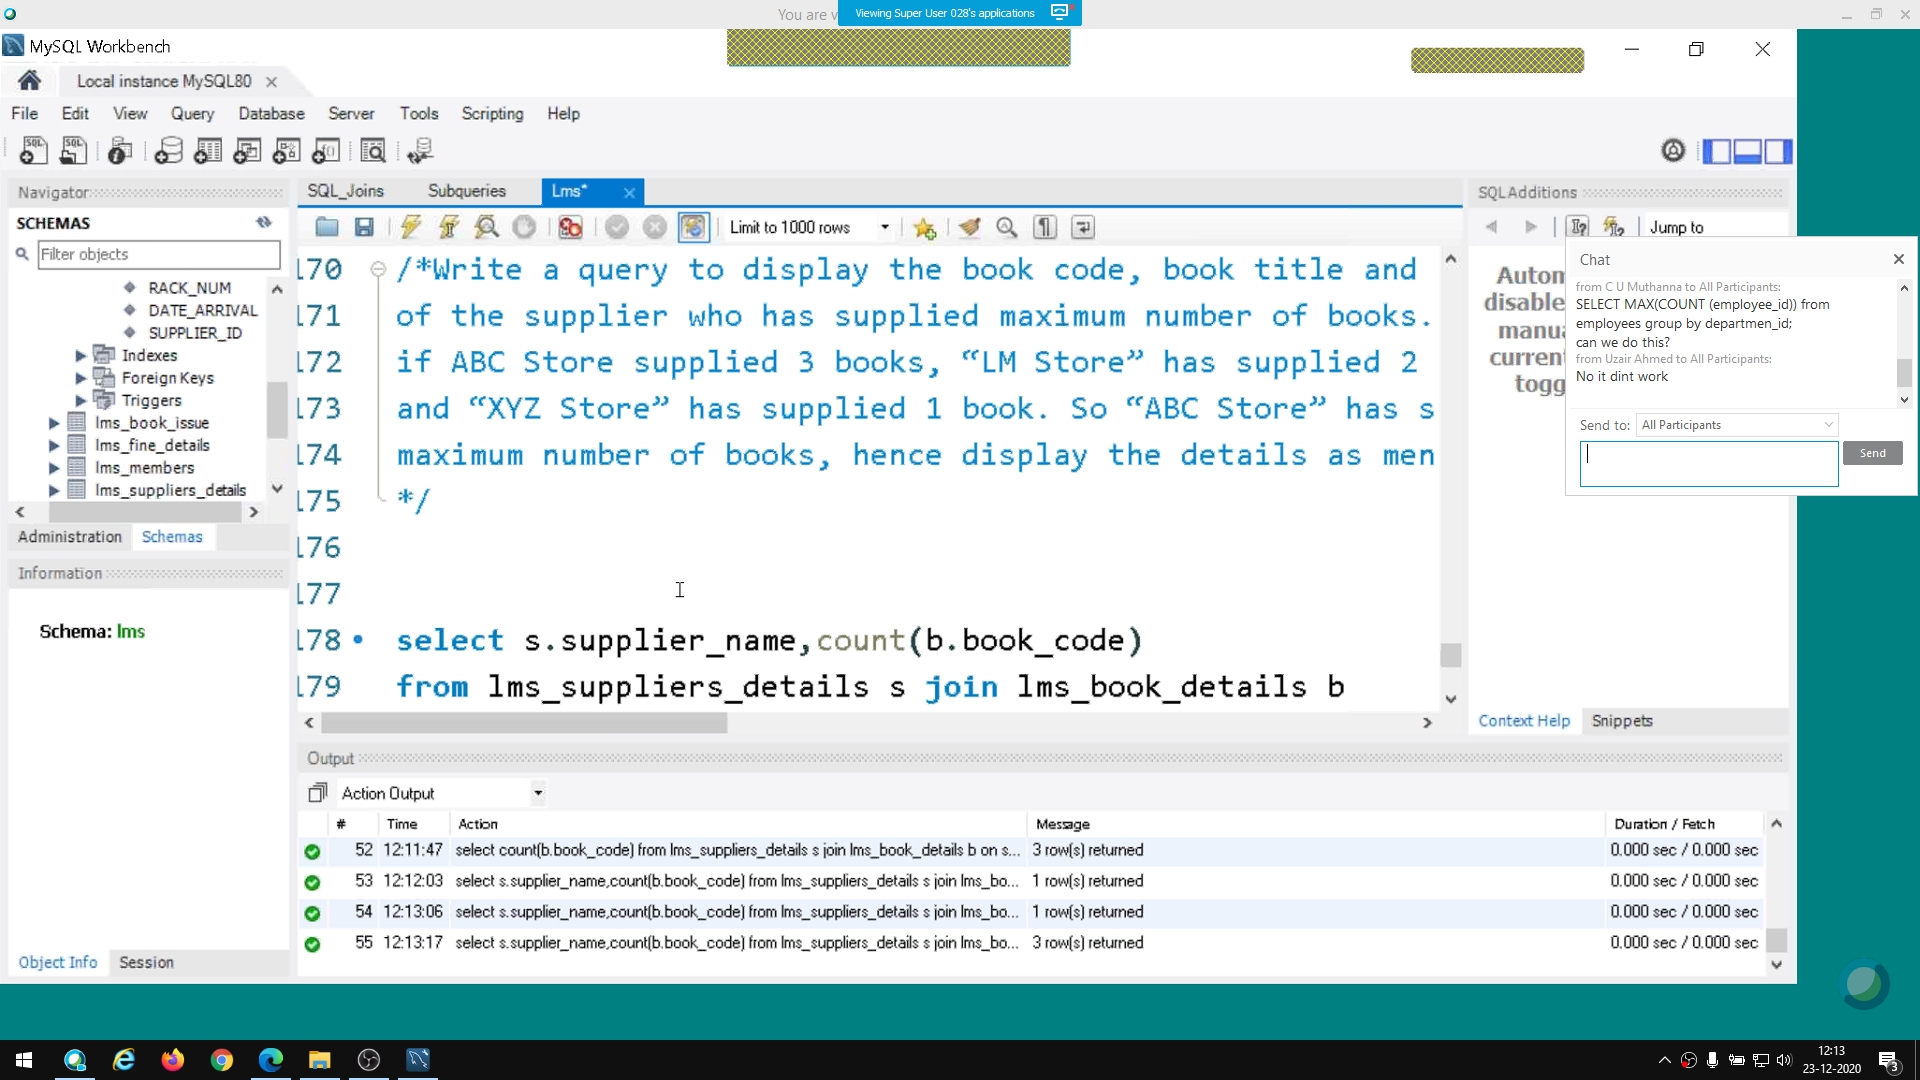 You are v
Viewing Super User 028's applications
MySQL Workbench
Local instance MySQL80
File Edit View Query Database Server Tools Scripting Help
Navigator
SCHEMAS
Filter objects
RACK_NUM
DATE_ARRIVAL
SUPPLIER_ID
Indexes
Foreign Keys
Triggers
lms_book_issue
lms_fine_details
lms_members
lms_suppliers_details
Administration Schemas
Information
Schema: lms
Object Info Session
SQL_Joins Subqueries Lms*
Limit to 1000 rows
170 /*Write a query to display the book code, book title and
171 of the supplier who has supplied maximum number of books.
172 if ABC Store supplied 3 books, “LM Store” has supplied 2
173 and “XYZ Store” has supplied 1 book. So “ABC Store” has s
174 maximum number of books, hence display the details as men
175 */
176
177
178 select s.supplier_name,count(b.book_code)
179 from lms_suppliers_details s join lms_book_details b
SQLAdditions
Jump to
Autom
disable
manu
curren
togg
Context Help Snippets
Chat
from C U Muthanna to All Participants:
SELECT MAX(COUNT (employee_id)) from
employees group by departmen_id;
can we do this?
from Uzair Ahmed to All Participants:
No it dint work
Send to: All Participants
Send
Output
Action Output
# Time Action Message Duration / Fetch
52 12:11:47 select count(b.book_code) from lms_suppliers_details s join lms_book_details b on s... 3 row(s) returned 0.000 sec / 0.000 sec
53 12:12:03 select s.supplier_name,count(b.book_code) from lms_suppliers_details s join lms_bo... 1 row(s) returned 0.000 sec / 0.000 sec
54 12:13:06 select s.supplier_name,count(b.book_code) from lms_suppliers_details s join lms_bo... 1 row(s) returned 0.000 sec / 0.000 sec
55 12:13:17 select s.supplier_name,count(b.book_code) from lms_suppliers_details s join lms_bo... 3 row(s) returned 0.000 sec / 0.000 sec
12:13
23-12-2020
3